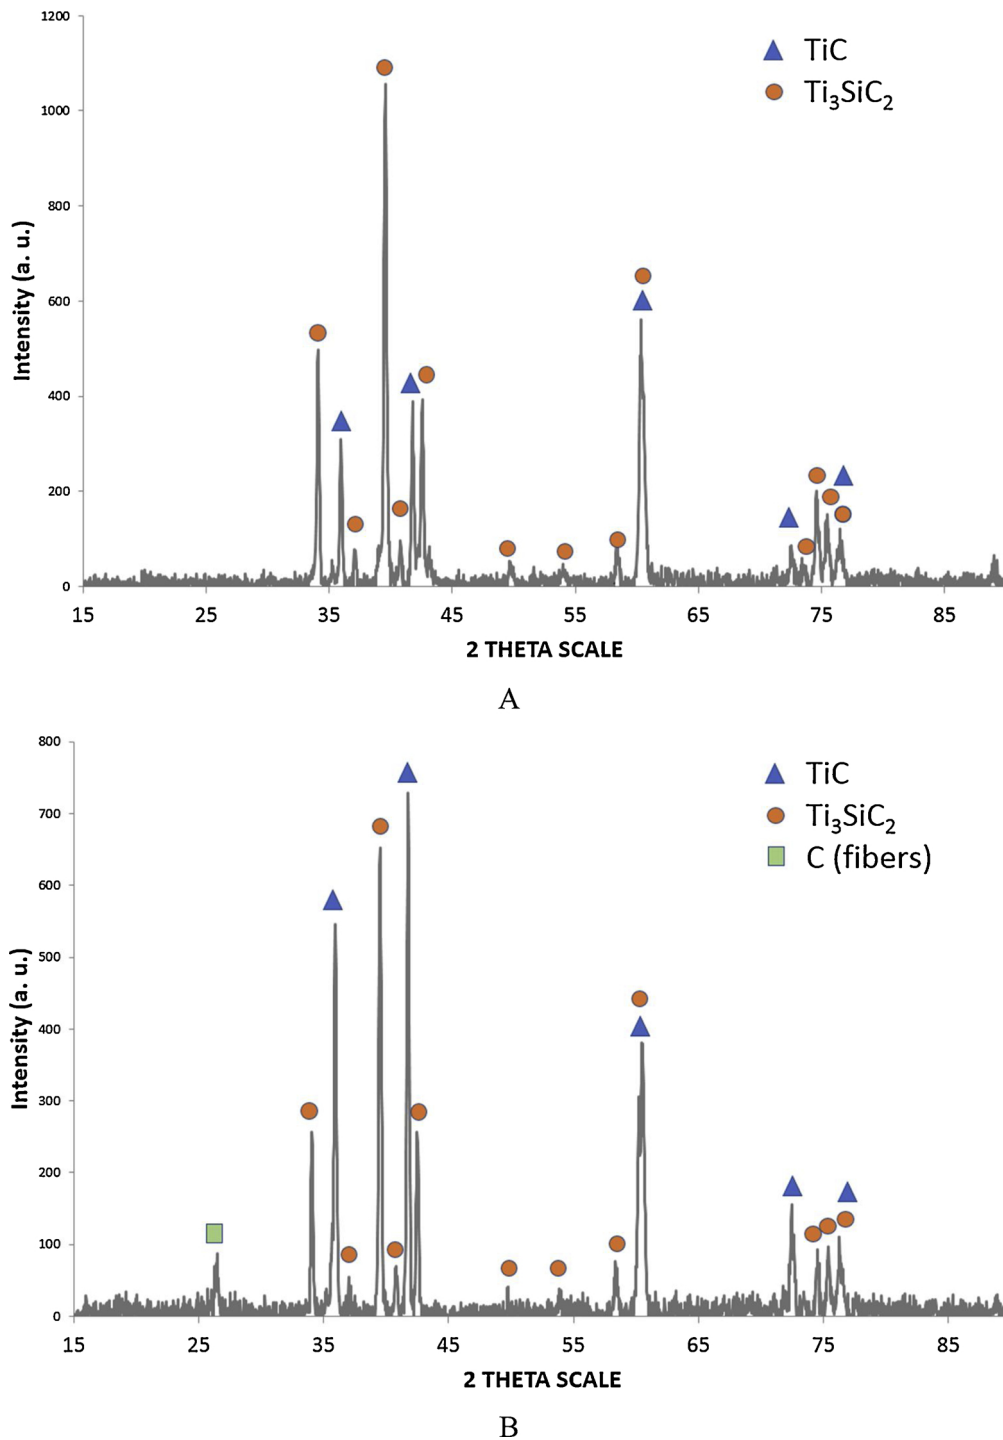 1200
TiC
Ti₃SiC₂
1000
800
600
400
200
0
Intensity (a. u.)
15 25 35 45 55 65 75 85
2 THETA SCALE
A
800
TiC
Ti₃SiC₂
C (fibers)
700
600
500
400
300
200
100
0
Intensity (a. u.)
15 25 35 45 55 65 75 85
2 THETA SCALE
B